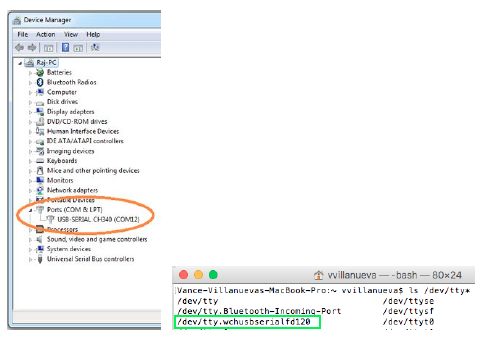 Device Manager
File Action View Help
Raj-PC
Batteries
Bluetooth Radios
Computer
Disk drives
Display adaptors
DVD/CD-ROM drives
Human Interface Devices
IDE ATA/ATAPI controllers
Imaging devices
Keyboards
Mice and other pointing devices
Monitors
Network adapters
Portable Devices
Ports (COM & LPT)
USB-SERIAL CH340 (COM12)
Processors
Sound, video and game controllers
System devices
Universal Serial Bus controllers
vvillanueva — -bash — 80×24
Vance-Villanuevas-MacBook-Pro:~ vvillanueva$ ls /dev/tty*
/dev/tty /dev/ttyse
/dev/tty.Bluetooth-Incoming-Port /dev/ttysf
/dev/tty.wchusbserialfd120 /dev/ttyt0